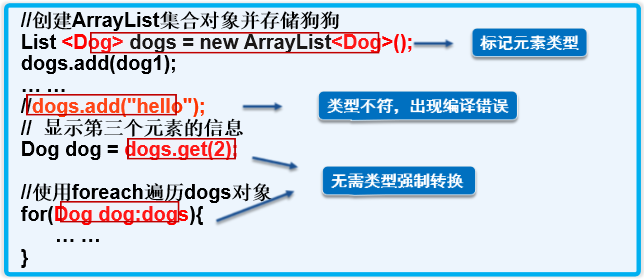 //创建ArrayList集合对象并存储狗狗
List <Dog> dogs = new ArrayList<Dog>();
标记元素类型
dogs.add(dog1);
… …
//dogs.add("hello");
类型不符，出现编译错误
// 显示第三个元素的信息
Dog dog = dogs.get(2);
无需类型强制转换
//使用foreach遍历dogs对象
for(Dog dog:dogs){
… …
}